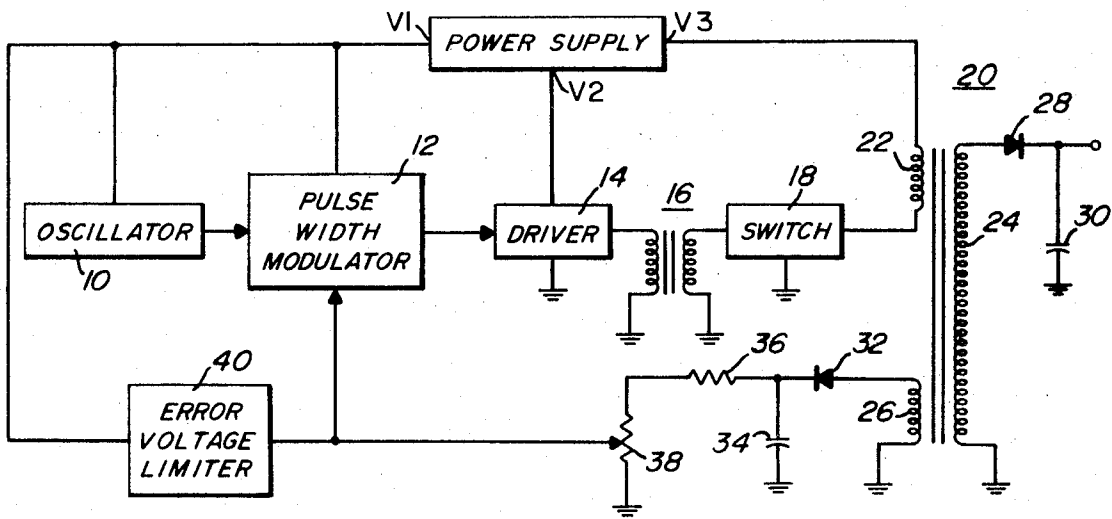 V1
POWER SUPPLY
V3
V2
20
28
12
22
14
16
18
PULSE
WIDTH
MODULATOR
OSCILLATOR
DRIVER
SWITCH
24
30
10
36
32
40
ERROR
VOLTAGE
LIMITER
38
34
26